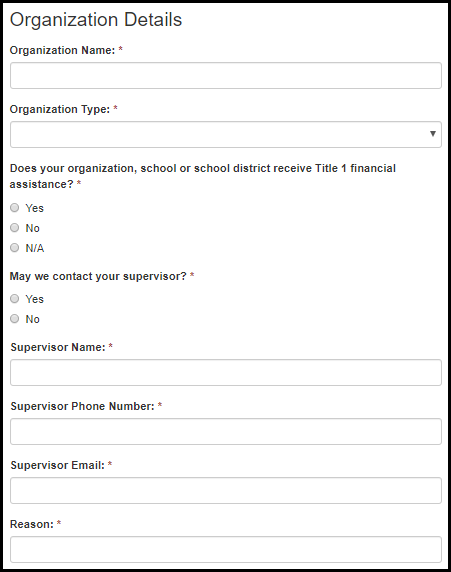 Organization Details
Organization Name: *
Organization Type: *
Does your organization, school or school district receive Title 1 financial
assistance? *
Yes
No
N/A
May we contact your supervisor? *
Yes
No
Supervisor Name: *
Supervisor Phone Number: *
Supervisor Email: *
Reason: *